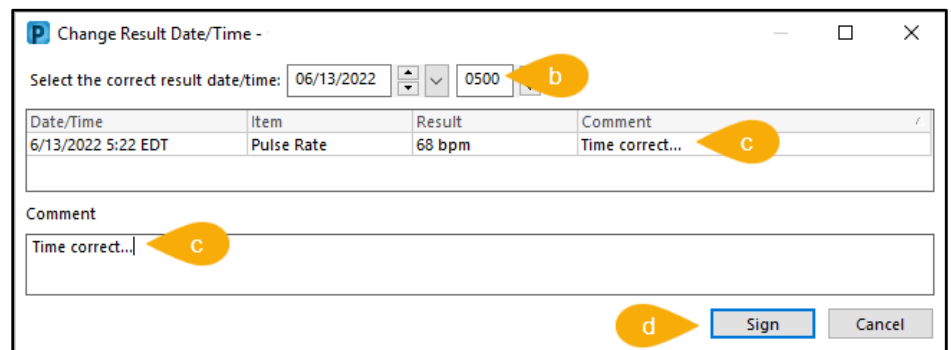 P Change Result Date/Time -
Select the correct result date/time: 06/13/2022 0500 b
Date/Time Item Result Comment
6/13/2022 5:22 EDT Pulse Rate 68 bpm Time correct... c
Comment
Time correct... c
d Sign Cancel